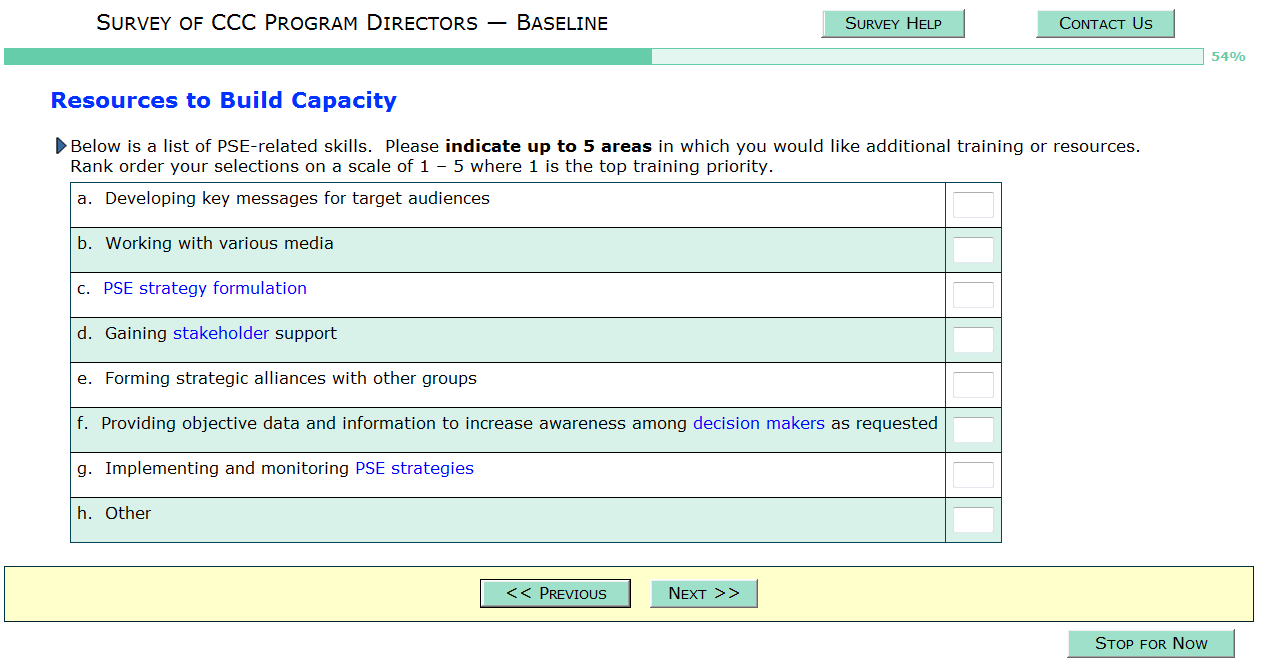 SURVEY OF CCC PROGRAM DIRECTORS — BASELINE
SURVEY HELP
CONTACT US
54%
Resources to Build Capacity
Below is a list of PSE-related skills. Please indicate up to 5 areas in which you would like additional training or resources.
Rank order your selections on a scale of 1 – 5 where 1 is the top training priority.
a. Developing key messages for target audiences
b. Working with various media
c. PSE strategy formulation
d. Gaining stakeholder support
e. Forming strategic alliances with other groups
f. Providing objective data and information to increase awareness among decision makers as requested
g. Implementing and monitoring PSE strategies
h. Other
<< PREVIOUS
NEXT >>
STOP FOR NOW